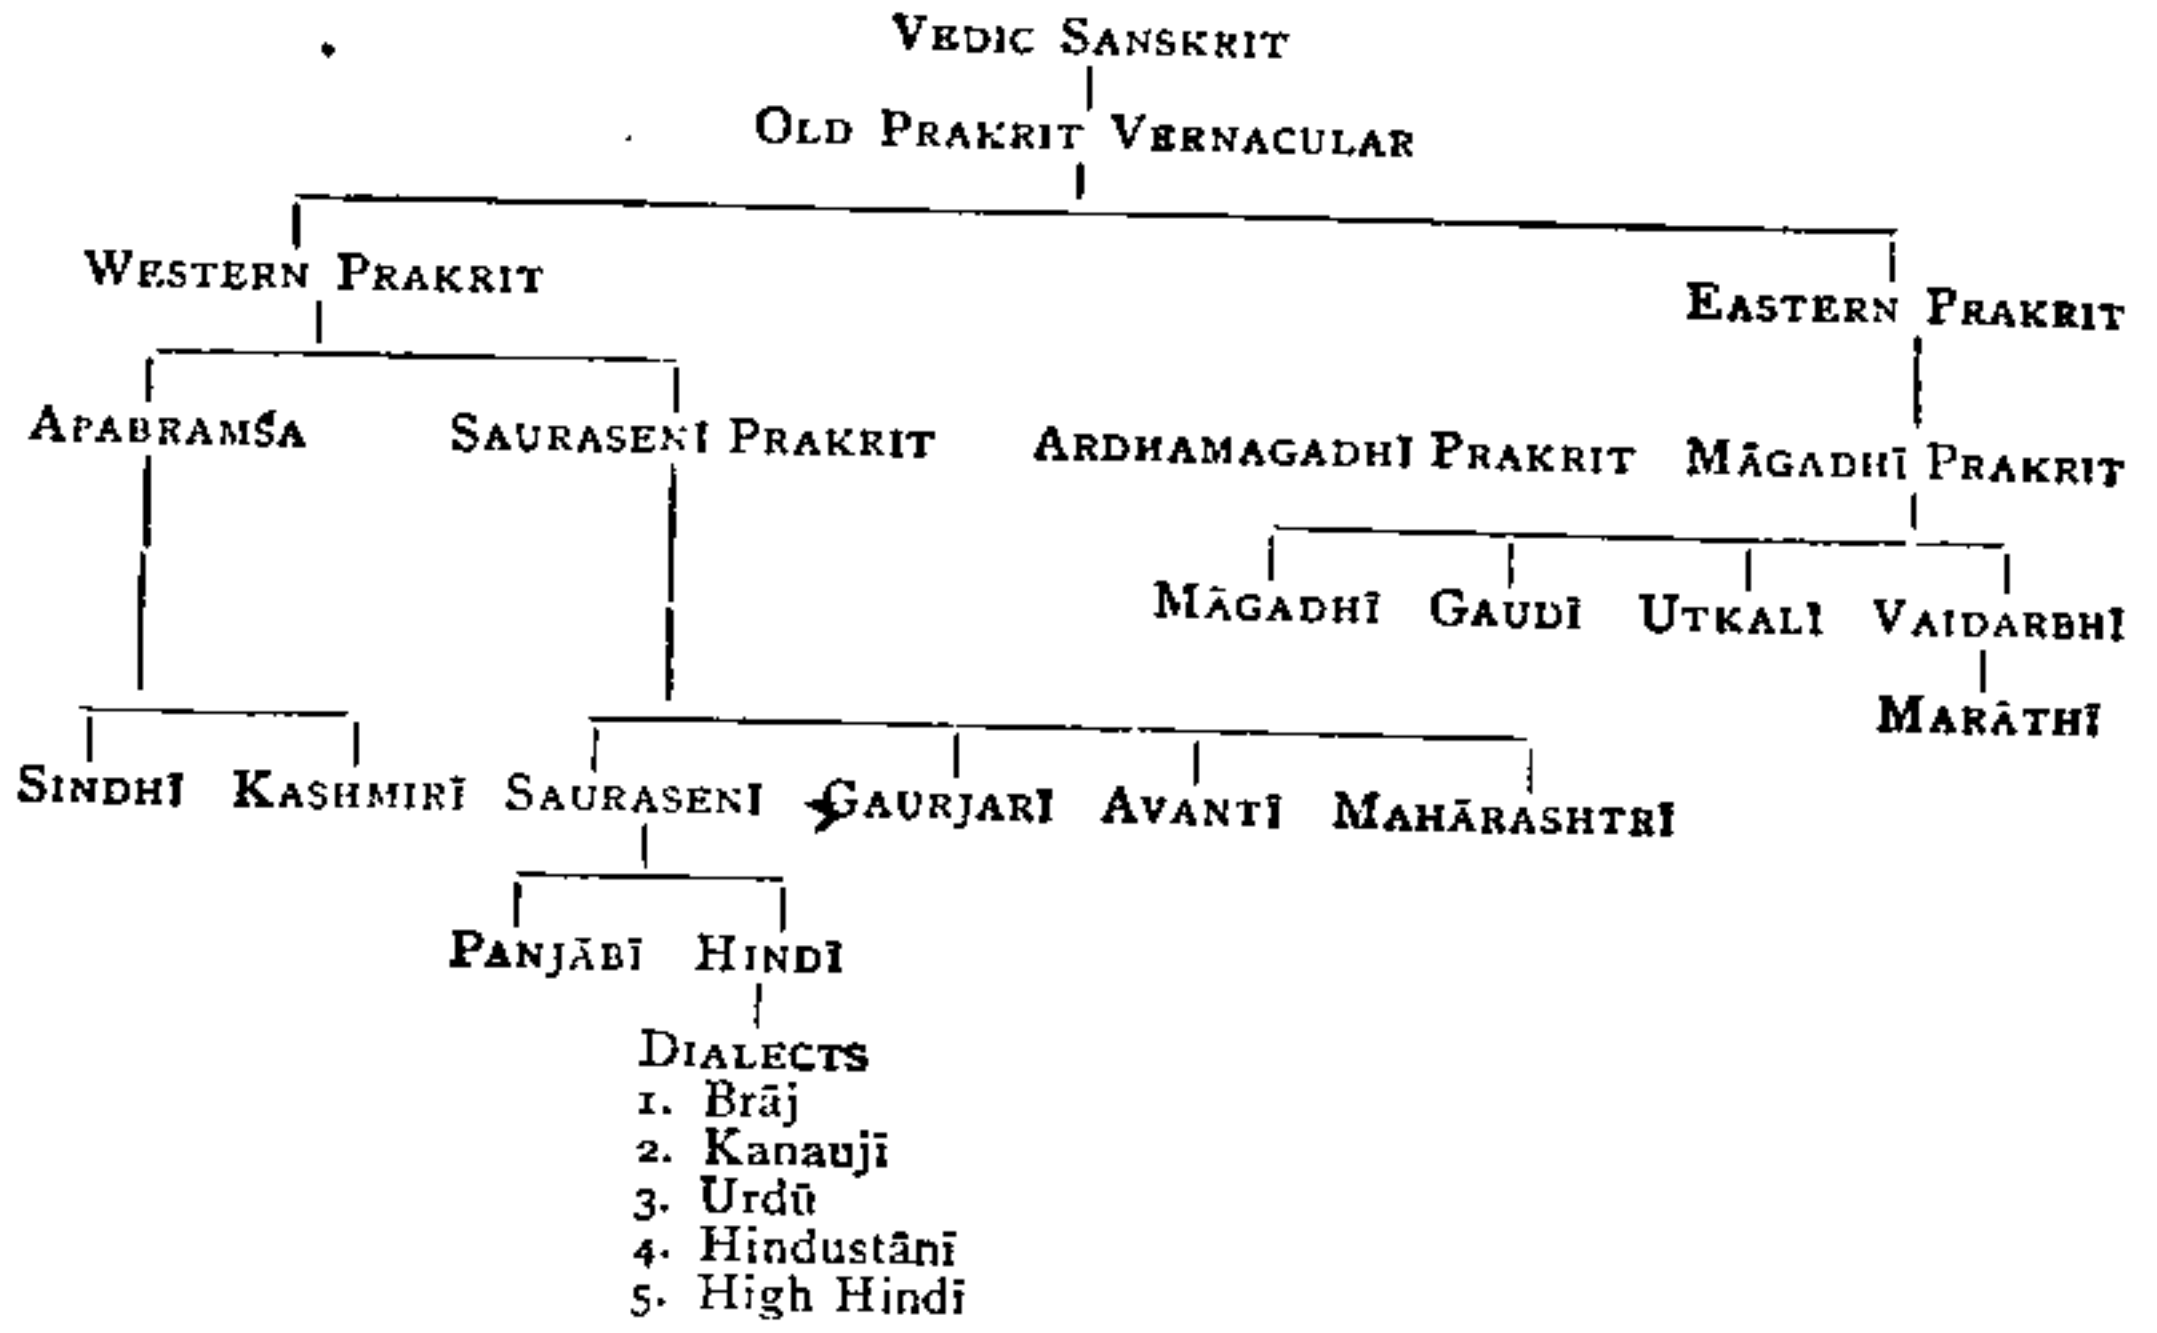 VEDIC SANSKRIT
OLD PRAKRIT VERNACULAR
WESTERN PRAKRIT
EASTERN PRAKRIT
APABRAMŚA SAURASENĪ PRAKRIT ARDHAMAGADHĪ PRAKRIT MĀGADHĪ PRAKRIT
MĀGADHĪ GAUDĪ UTKALĪ VAIDARBHĪ
MARĀTHĪ
SINDHĪ KASHMIRĪ SAURASENĪ GAURJARĪ AVANTĪ MAHĀRASHTRĪ
PANJĀBĪ HINDĪ
DIALECTS
1. Brāj
2. Kanaujī
3. Urdū
4. Hindustānī
5. High Hindī